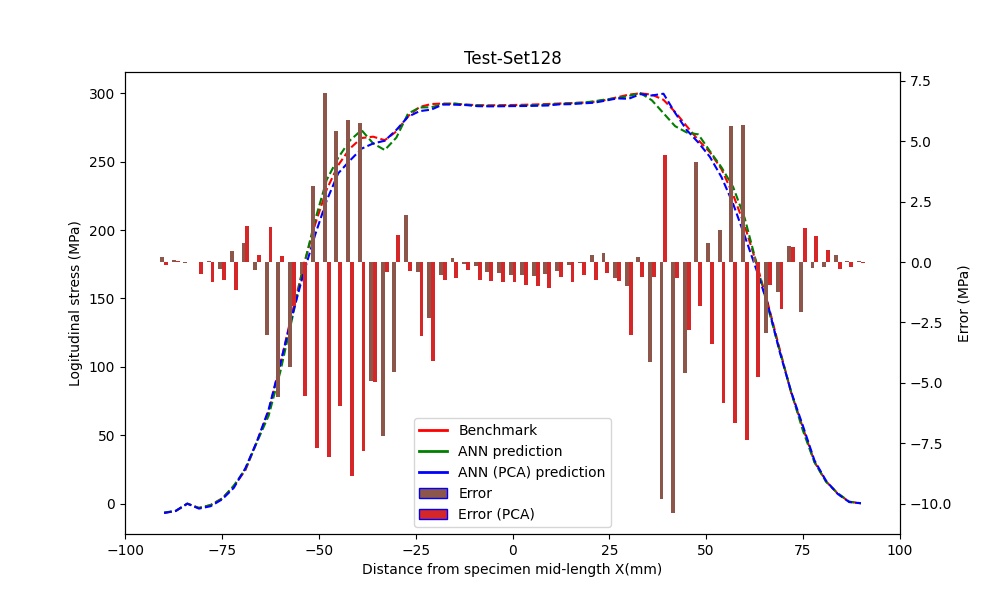 Test-Set128
300
250
200
150
100
50
0
Logitudinal stress (MPa)
7.5
5.0
2.5
0.0
−2.5
−5.0
−7.5
−10.0
Error (MPa)
Benchmark
ANN prediction
ANN (PCA) prediction
Error
Error (PCA)
−100 −75 −50 −25 0 25 50 75 100
Distance from specimen mid-length X(mm)